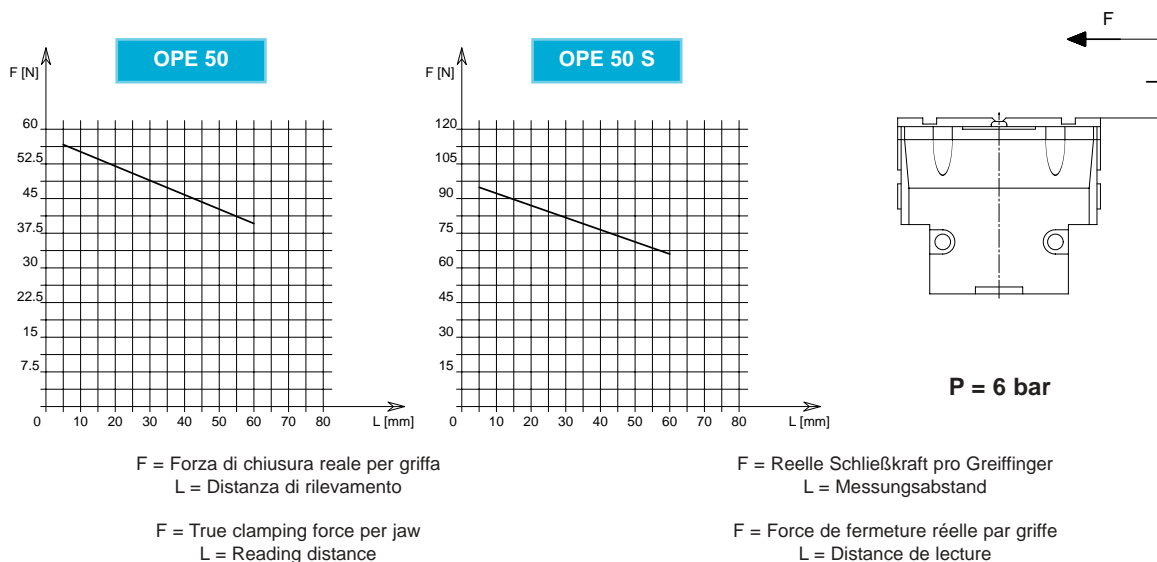 OPE 50
F [N]
60
52.5
45
37.5
30
22.5
15
7.5
0 10 20 30 40 50 60 70 80 L [mm]
OPE 50 S
F [N]
120
105
90
75
60
45
30
15
0 10 20 30 40 50 60 70 80 L [mm]
F
P = 6 bar
F = Forza di chiusura reale per griffa
L = Distanza di rilevamento
F = True clamping force per jaw
L = Reading distance
F = Reelle Schließkraft pro Greiffinger
L = Messungsabstand
F = Force de fermeture réelle par griffe
L = Distance de lecture